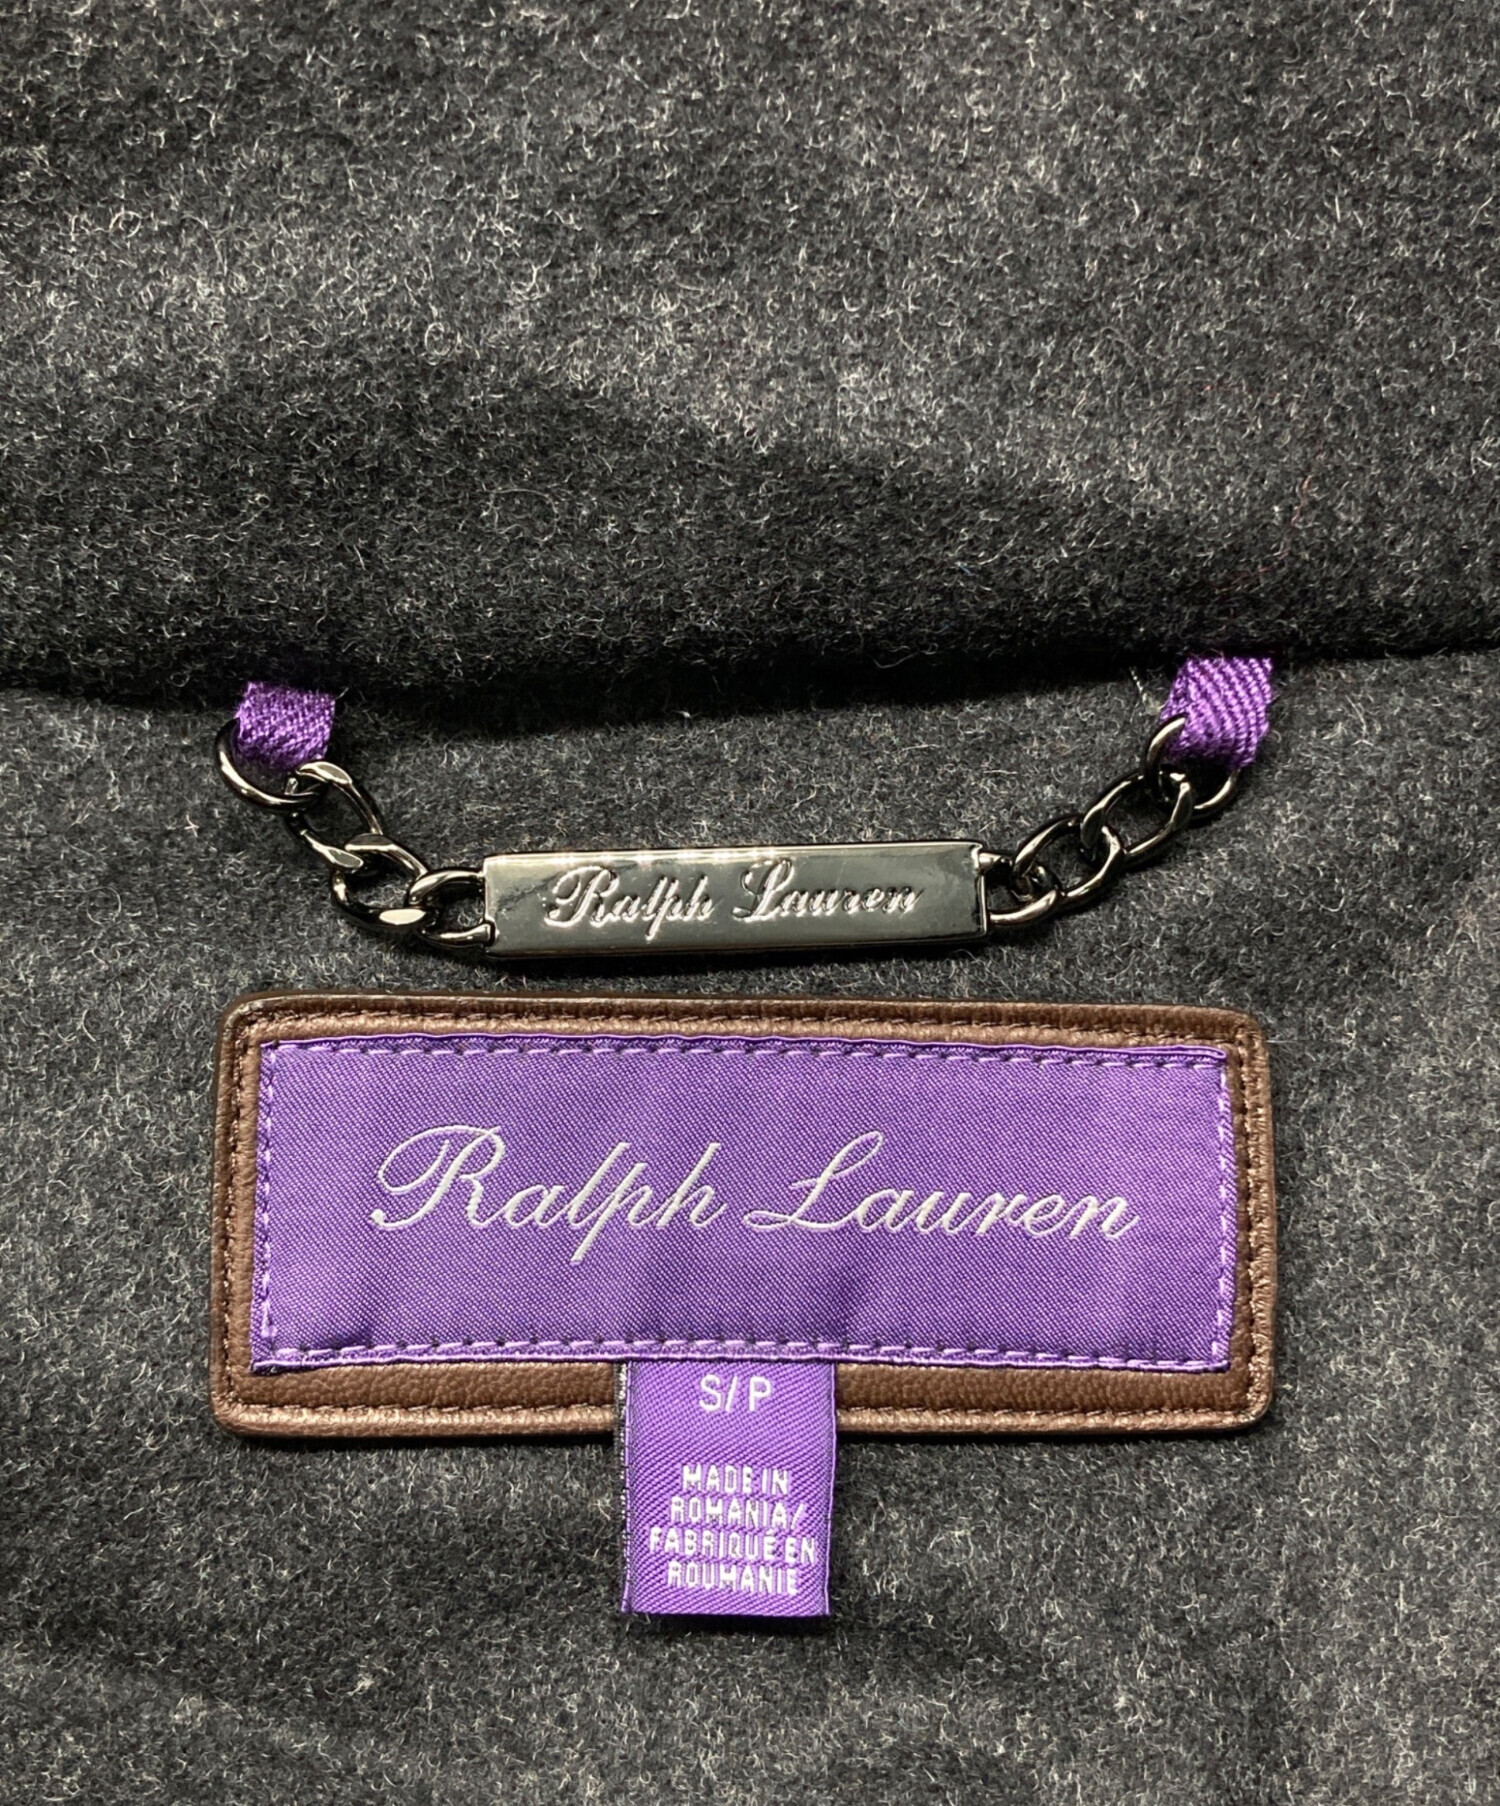 Ralph Lauren
Ralph Lauren
S/P
MADE IN
ROMANIA/
FABRIQUÉ EN
ROUMANIE